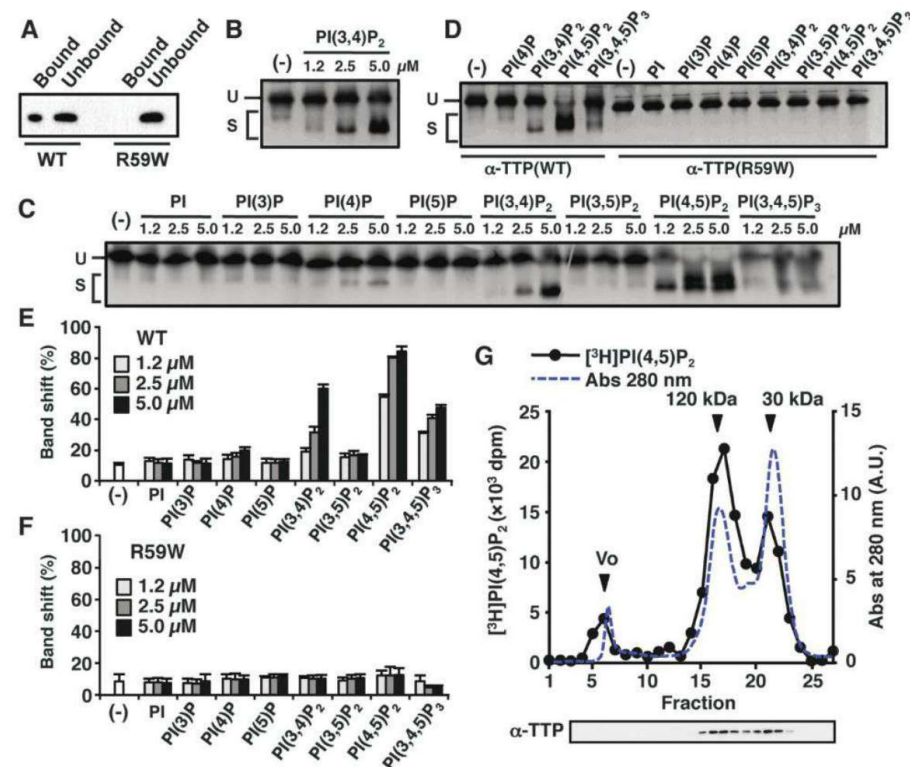 A
Bound
Unbound
Bound
Unbound
WT
R59W
B
PI(3,4)P2
(-)
1.2 2.5 5.0 μM
U
S
D
(-)
PI(4)P
PI(3,4)P2
PI(4,5)P2
PI(3,4,5)P3
(-)
PI
PI(3)P
PI(4)P
PI(5)P
PI(3,4)P2
PI(3,5)P2
PI(4,5)P2
PI(3,4,5)P3
U
S
α-TTP(WT)
α-TTP(R59W)
C
(-)
PI PI(3)P PI(4)P PI(5)P PI(3,4)P2 PI(3,5)P2 PI(4,5)P2 PI(3,4,5)P3
1.2 2.5 5.0 1.2 2.5 5.0 1.2 2.5 5.0 1.2 2.5 5.0 1.2 2.5 5.0 1.2 2.5 5.0 1.2 2.5 5.0 1.2 2.5 5.0 μM
U
S
E
WT
1.2 μM
2.5 μM
5.0 μM
Band shift (%)
100
80
60
40
20
0
(-)
PI
PI(3)P
PI(4)P
PI(5)P
PI(3,4)P2
PI(3,5)P2
PI(4,5)P2
PI(3,4,5)P3
F
R59W
1.2 μM
2.5 μM
5.0 μM
Band shift (%)
100
80
60
40
20
0
(-)
PI
PI(3)P
PI(4)P
PI(5)P
PI(3,4)P2
PI(3,5)P2
PI(4,5)P2
PI(3,4,5)P3
G
[³H]PI(4,5)P2
Abs 280 nm
120 kDa 30 kDa
Vo
[³H]PI(4,5)P2 (×10³ dpm)
25
20
15
10
5
0
Abs at 280 nm (A.U.)
15
10
5
0
1 5 10 15 20 25
Fraction
α-TTP